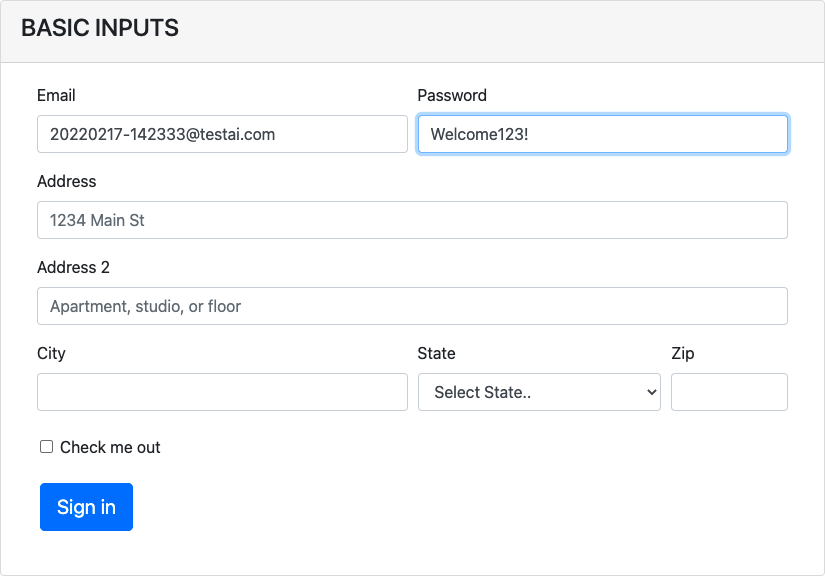 BASIC INPUTS
Email Password
20220217-142333@testai.com Welcome123!
Address
1234 Main St
Address 2
Apartment, studio, or floor
City State Zip
Select State..
Check me out
Sign in